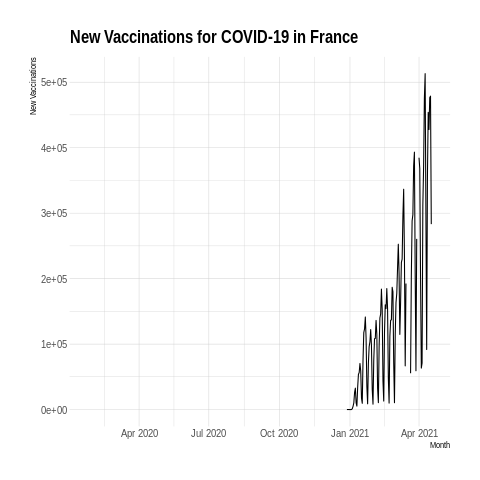 New Vaccinations for COVID-19 in France
New Vaccinations
5e+05
4e+05
3e+05
2e+05
1e+05
0e+00
Apr 2020 Jul 2020 Oct 2020 Jan 2021 Apr 2021
Month